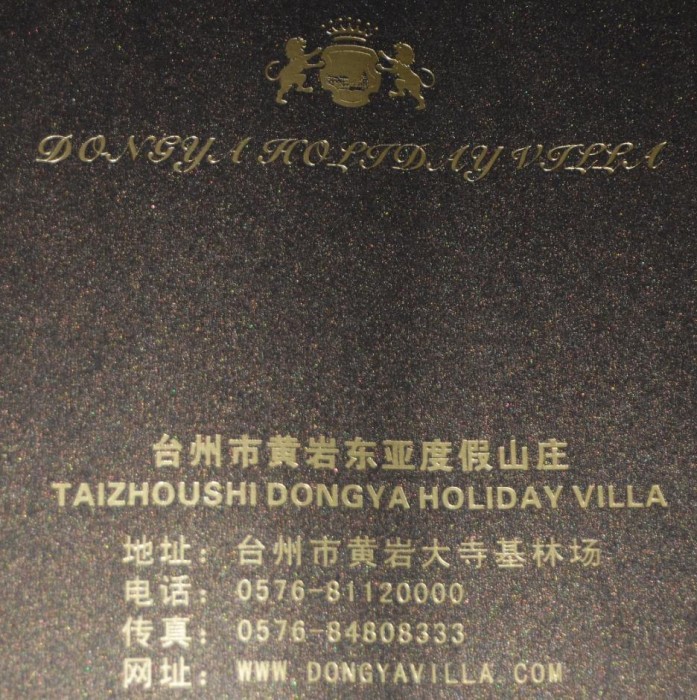 DONGYA HOLIDAY VILLA
台州市黄岩东亚度假山庄
TAIZHOUSHI DONGYA HOLIDAY VILLA
地址：台州市黄岩大寺基林场
电话：0576-81120000
传真：0576-84808333
网址：WWW.DONGYAVILLA.COM